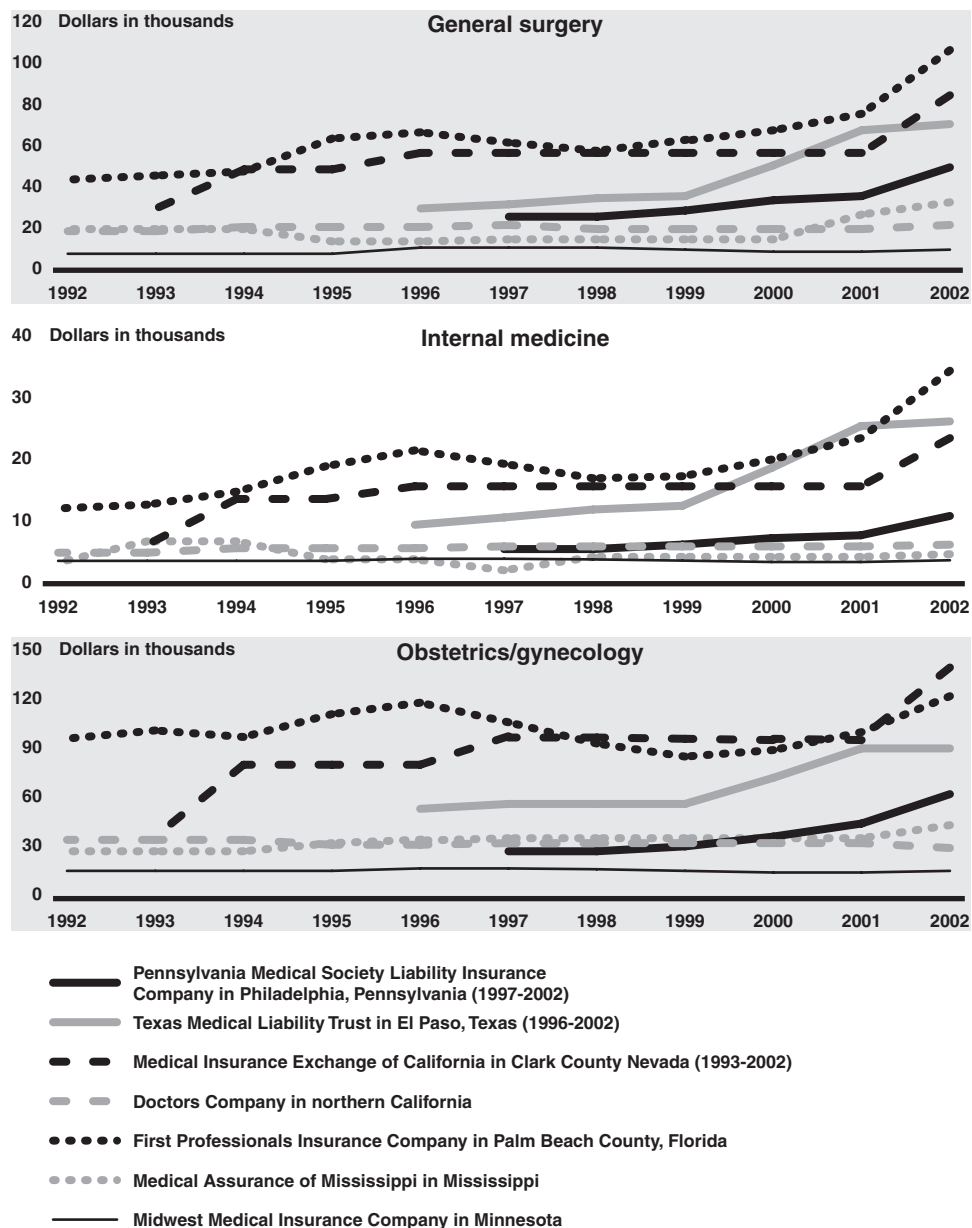 120 Dollars in thousands General surgery
100
80
60
40
20
0
1992 1993 1994 1995 1996 1997 1998 1999 2000 2001 2002
40 Dollars in thousands Internal medicine
30
20
10
0
1992 1993 1994 1995 1996 1997 1998 1999 2000 2001 2002
150 Dollars in thousands Obstetrics/gynecology
120
90
60
30
0
1992 1993 1994 1995 1996 1997 1998 1999 2000 2001 2002
Pennsylvania Medical Society Liability Insurance
Company in Philadelphia, Pennsylvania (1997-2002)
Texas Medical Liability Trust in El Paso, Texas (1996-2002)
Medical Insurance Exchange of California in Clark County Nevada (1993-2002)
Doctors Company in northern California
First Professionals Insurance Company in Palm Beach County, Florida
Medical Assurance of Mississippi in Mississippi
Midwest Medical Insurance Company in Minnesota